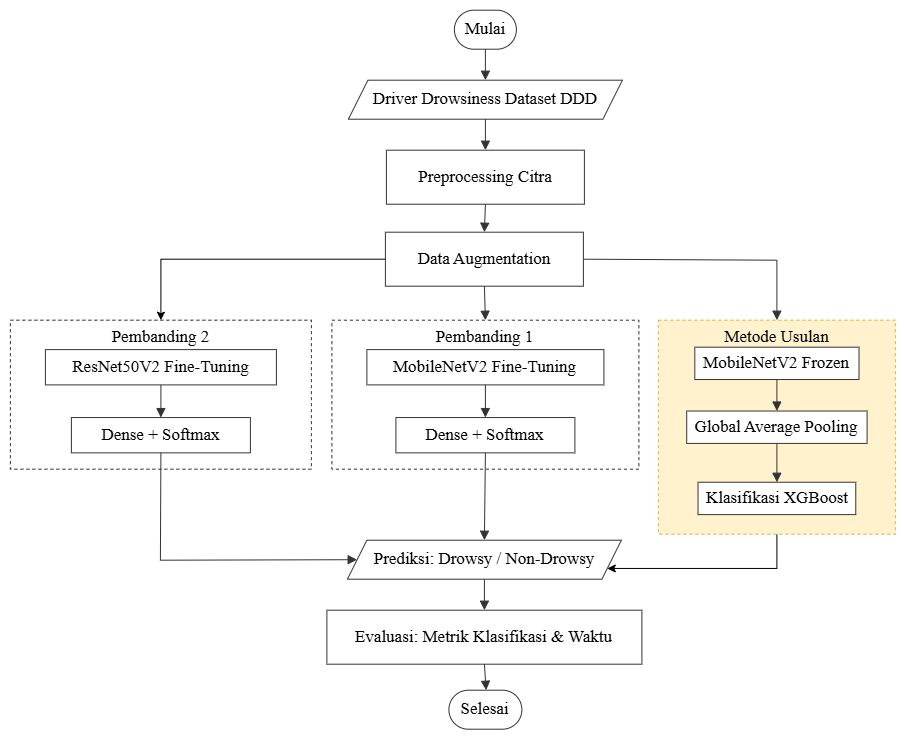 Mulai
Driver Drowsiness Dataset DDD
Preprocessing Citra
Data Augmentation
Pembanding 2
ResNet50V2 Fine-Tuning
Dense + Softmax
Pembanding 1
MobileNetV2 Fine-Tuning
Dense + Softmax
Metode Usulan
MobileNetV2 Frozen
Global Average Pooling
Klasifikasi XGBoost
Prediksi: Drowsy / Non-Drowsy
Evaluasi: Metrik Klasifikasi & Waktu
Selesai